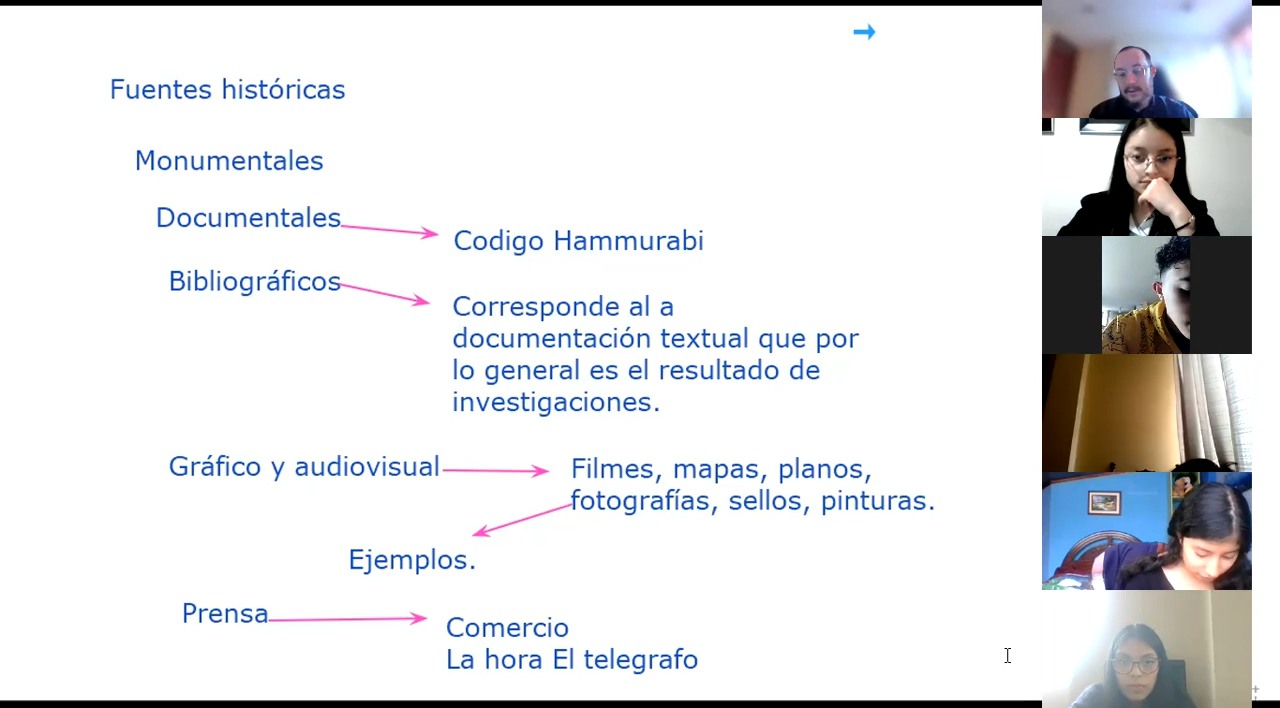 Fuentes históricas
Monumentales
Documentales
Codigo Hammurabi
Bibliográficos
Corresponde al a
documentación textual que por
lo general es el resultado de
investigaciones.
Gráfico y audiovisual
Filmes, mapas, planos,
fotografías, sellos, pinturas.
Ejemplos.
Prensa
Comercio
La hora El telegrafo